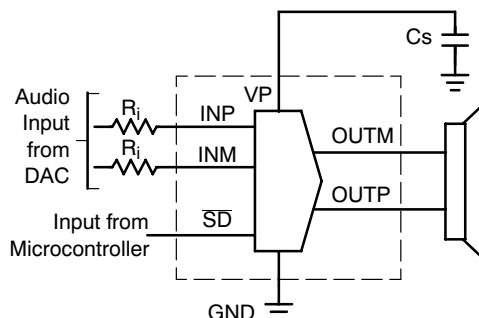 Cs
VP
Audio
Input
from
DAC
Ri
INP
Ri
INM
OUTM
OUTP
Input from
Microcontroller
SD
GND